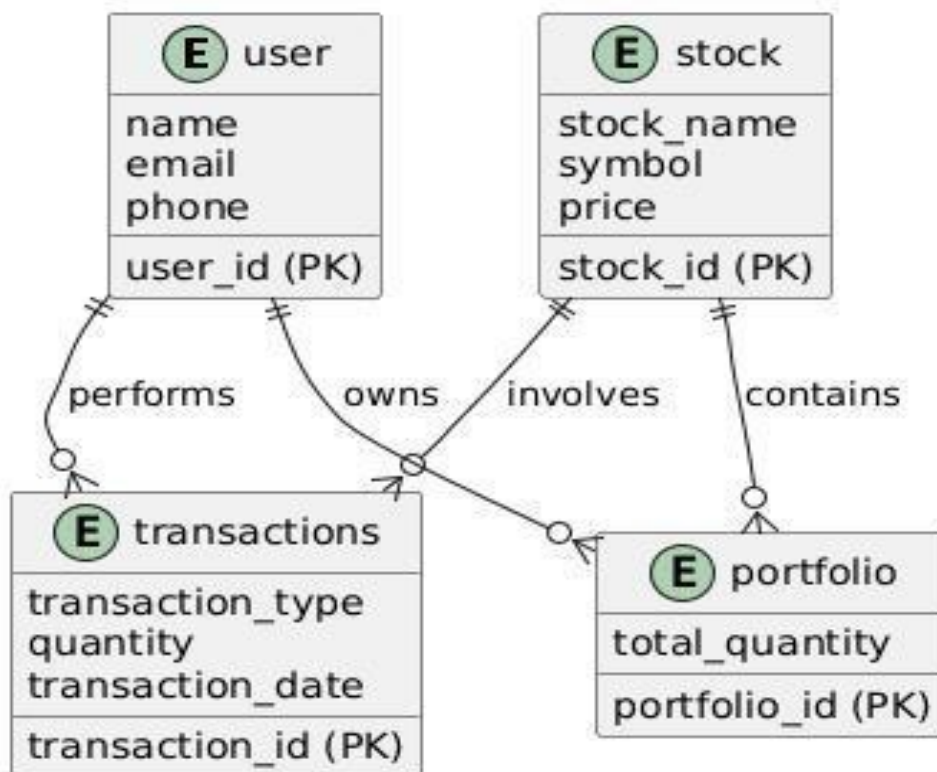 E user
name
email
phone
user_id (PK)
E stock
stock_name
symbol
price
stock_id (PK)
performs
owns
involves
contains
E transactions
transaction_type
quantity
transaction_date
transaction_id (PK)
E portfolio
total_quantity
portfolio_id (PK)